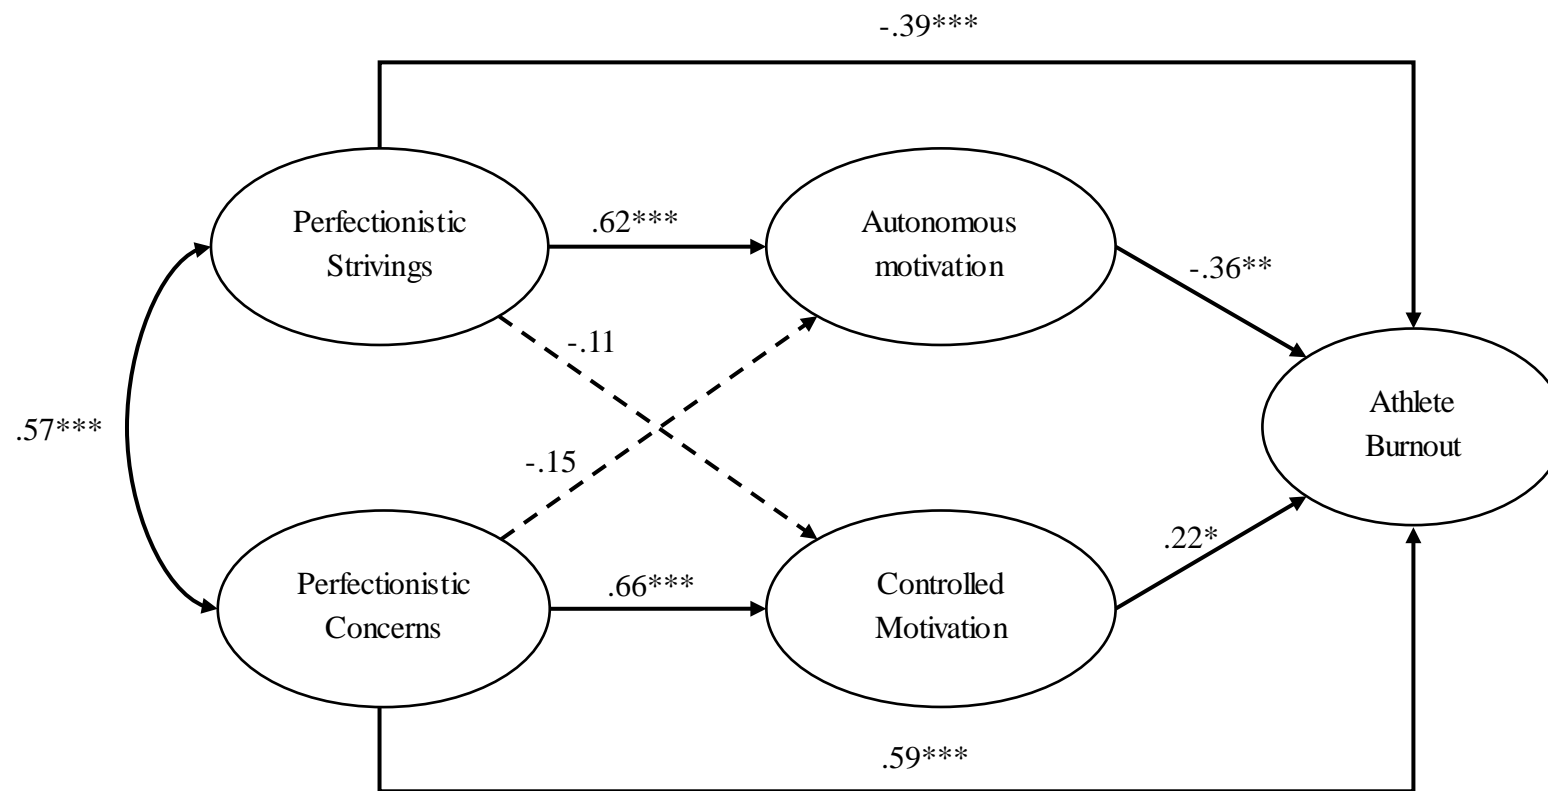 -.39***
Perfectionistic
Strivings
.62***
Autonomous
motivation
-.36**
-.11
.57***
-.15
Athlete
Burnout
Perfectionistic
Concerns
.66***
Controlled
Motivation
.22*
.59***